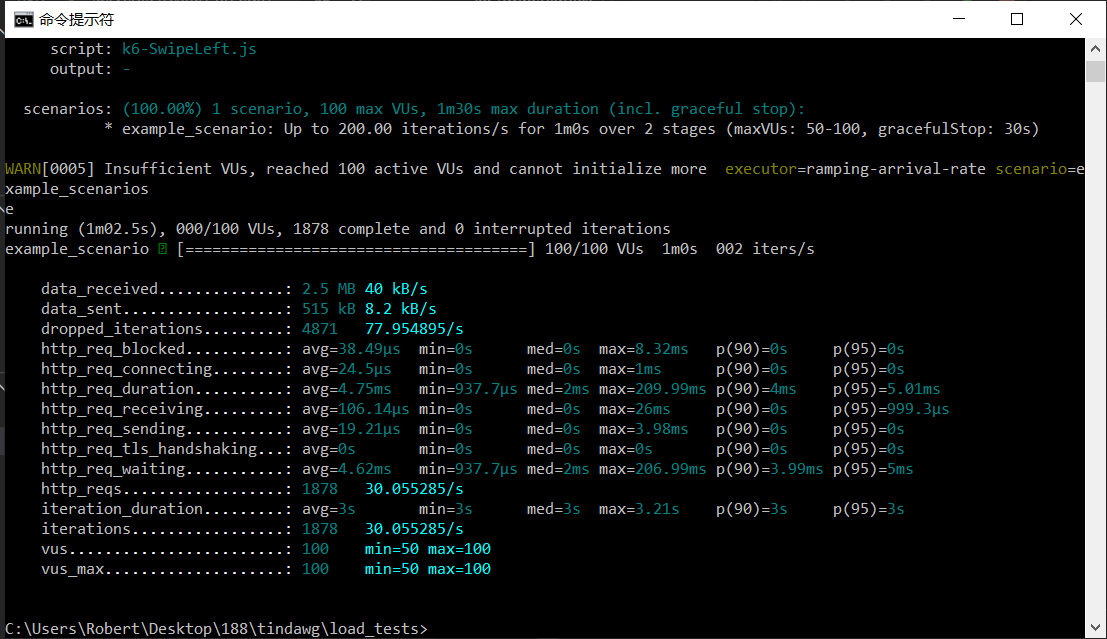 命令提示符
script: k6-SwipeLeft.js
output: -
scenarios: (100.00%) 1 scenario, 100 max VUs, 1m30s max duration (incl. graceful stop):
* example_scenario: Up to 200.00 iterations/s for 1m0s over 2 stages (maxVUs: 50-100, gracefulStop: 30s)
WARN[0005] Insufficient VUs, reached 100 active VUs and cannot initialize more  executor=ramping-arrival-rate scenario=e
xample_scenarios
e
running (1m02.5s), 000/100 VUs, 1878 complete and 0 interrupted iterations
example_scenario [======================================] 100/100 VUs  1m0s  002 iters/s
data_received..............: 2.5 MB 40 kB/s
data_sent..................: 515 kB 8.2 kB/s
dropped_iterations.........: 4871   77.954895/s
http_req_blocked...........: avg=38.49µs  min=0s      med=0s  max=8.32ms   p(90)=0s     p(95)=0s
http_req_connecting........: avg=24.5µs   min=0s      med=0s  max=1ms      p(90)=0s     p(95)=0s
http_req_duration..........: avg=4.75ms   min=937.7µs med=2ms max=209.99ms p(90)=4ms    p(95)=5.01ms
http_req_receiving.........: avg=106.14µs min=0s      med=0s  max=26ms     p(90)=0s     p(95)=999.3µs
http_req_sending...........: avg=19.21µs  min=0s      med=0s  max=3.98ms   p(90)=0s     p(95)=0s
http_req_tls_handshaking...: avg=0s       min=0s      med=0s  max=0s       p(90)=0s     p(95)=0s
http_req_waiting...........: avg=4.62ms   min=937.7µs med=2ms max=206.99ms p(90)=3.99ms p(95)=5ms
http_reqs..................: 1878   30.055285/s
iteration_duration.........: avg=3s       min=3s      med=3s  max=3.21s    p(90)=3s     p(95)=3s
iterations.................: 1878   30.055285/s
vus........................: 100    min=50 max=100
vus_max....................: 100    min=50 max=100
C:\Users\Robert\Desktop\188\tindawg\load_tests>